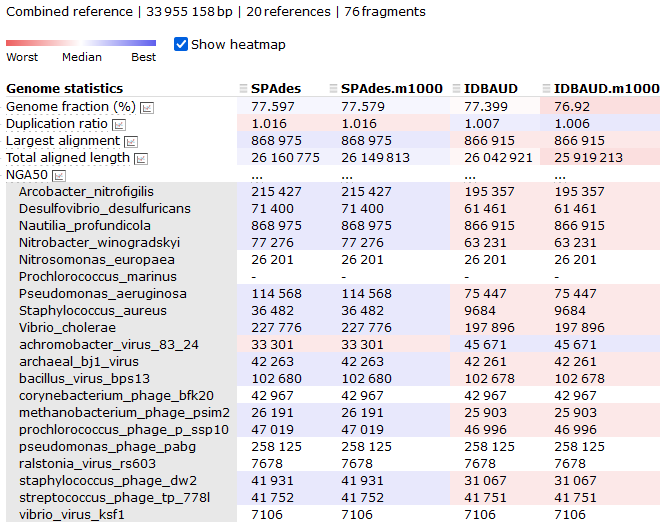 Combined reference | 33 955 158 bp | 20 references | 76 fragments
Worst Median Best Show heatmap
Genome statistics SPAdes SPAdes.m1000 IDBAUD IDBAUD.m1000
Genome fraction (%) 77.597 77.579 77.399 76.92
Duplication ratio 1.016 1.016 1.007 1.006
Largest alignment 868 975 868 975 866 915 866 915
Total aligned length 26 160 775 26 149 813 26 042 921 25 919 213
NGA50 ... ... ... ...
Arcobacter_nitrofigilis 215 427 215 427 195 357 195 357
Desulfovibrio_desulfuricans 71 400 71 400 61 461 61 461
Nautilia_profundicola 868 975 868 975 866 915 866 915
Nitrobacter_winogradskyi 77 276 77 276 63 231 63 231
Nitrosomonas_europaea 26 201 26 201 26 201 26 201
Prochlorococcus_marinus - - - -
Pseudomonas_aeruginosa 114 568 114 568 75 447 75 447
Staphylococcus_aureus 36 482 36 482 9684 9684
Vibrio_cholerae 227 776 227 776 197 896 197 896
achromobacter_virus_83_24 33 301 33 301 45 671 45 671
archaeal_bj1_virus 42 263 42 263 42 261 42 261
bacillus_virus_bps13 102 680 102 680 102 678 102 678
corynebacterium_phage_bfk20 42 967 42 967 42 967 42 967
methanobacterium_phage_psim2 26 191 26 191 25 903 25 903
prochlorococcus_phage_p_ssp10 47 019 47 019 46 996 46 996
pseudomonas_phage_pabg 258 125 258 125 258 125 258 125
ralstonia_virus_rs603 7678 7678 7678 7678
staphylococcus_phage_dw2 41 931 41 931 31 067 31 067
streptococcus_phage_tp_778l 41 752 41 752 41 751 41 751
vibrio_virus_ksf1 7106 7106 7106 7106